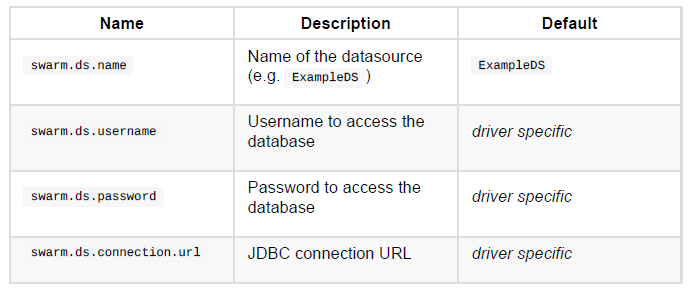 Name Description Default
swarm.ds.name Name of the datasource (e.g. ExampleDS ) ExampleDS
swarm.ds.username Username to access the database driver specific
swarm.ds.password Password to access the database driver specific
swarm.ds.connection.url JDBC connection URL driver specific